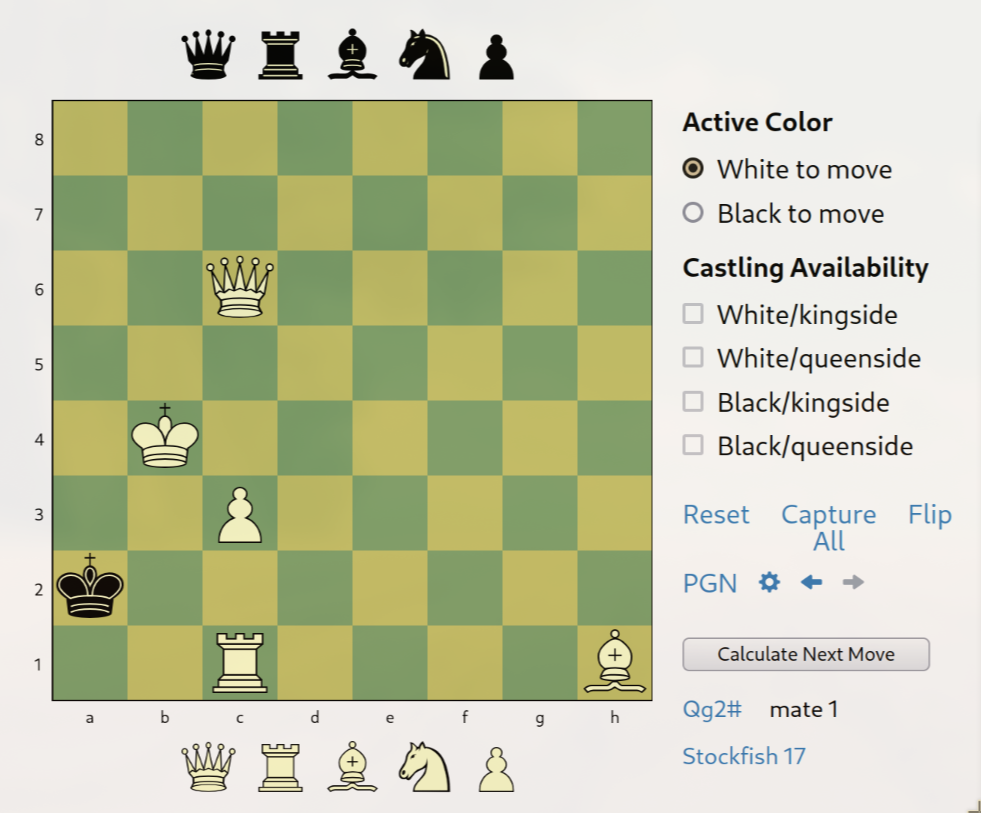 Active Color
8
White to move
7
Black to move
Castling Availability
6
White/kingside
5
White/queenside
Black/kingside
4
Black/queenside
3
Reset Capture All Flip
2
PGN
1
Calculate Next Move
a b c d e f g h
Qg2# mate 1
Stockfish 17